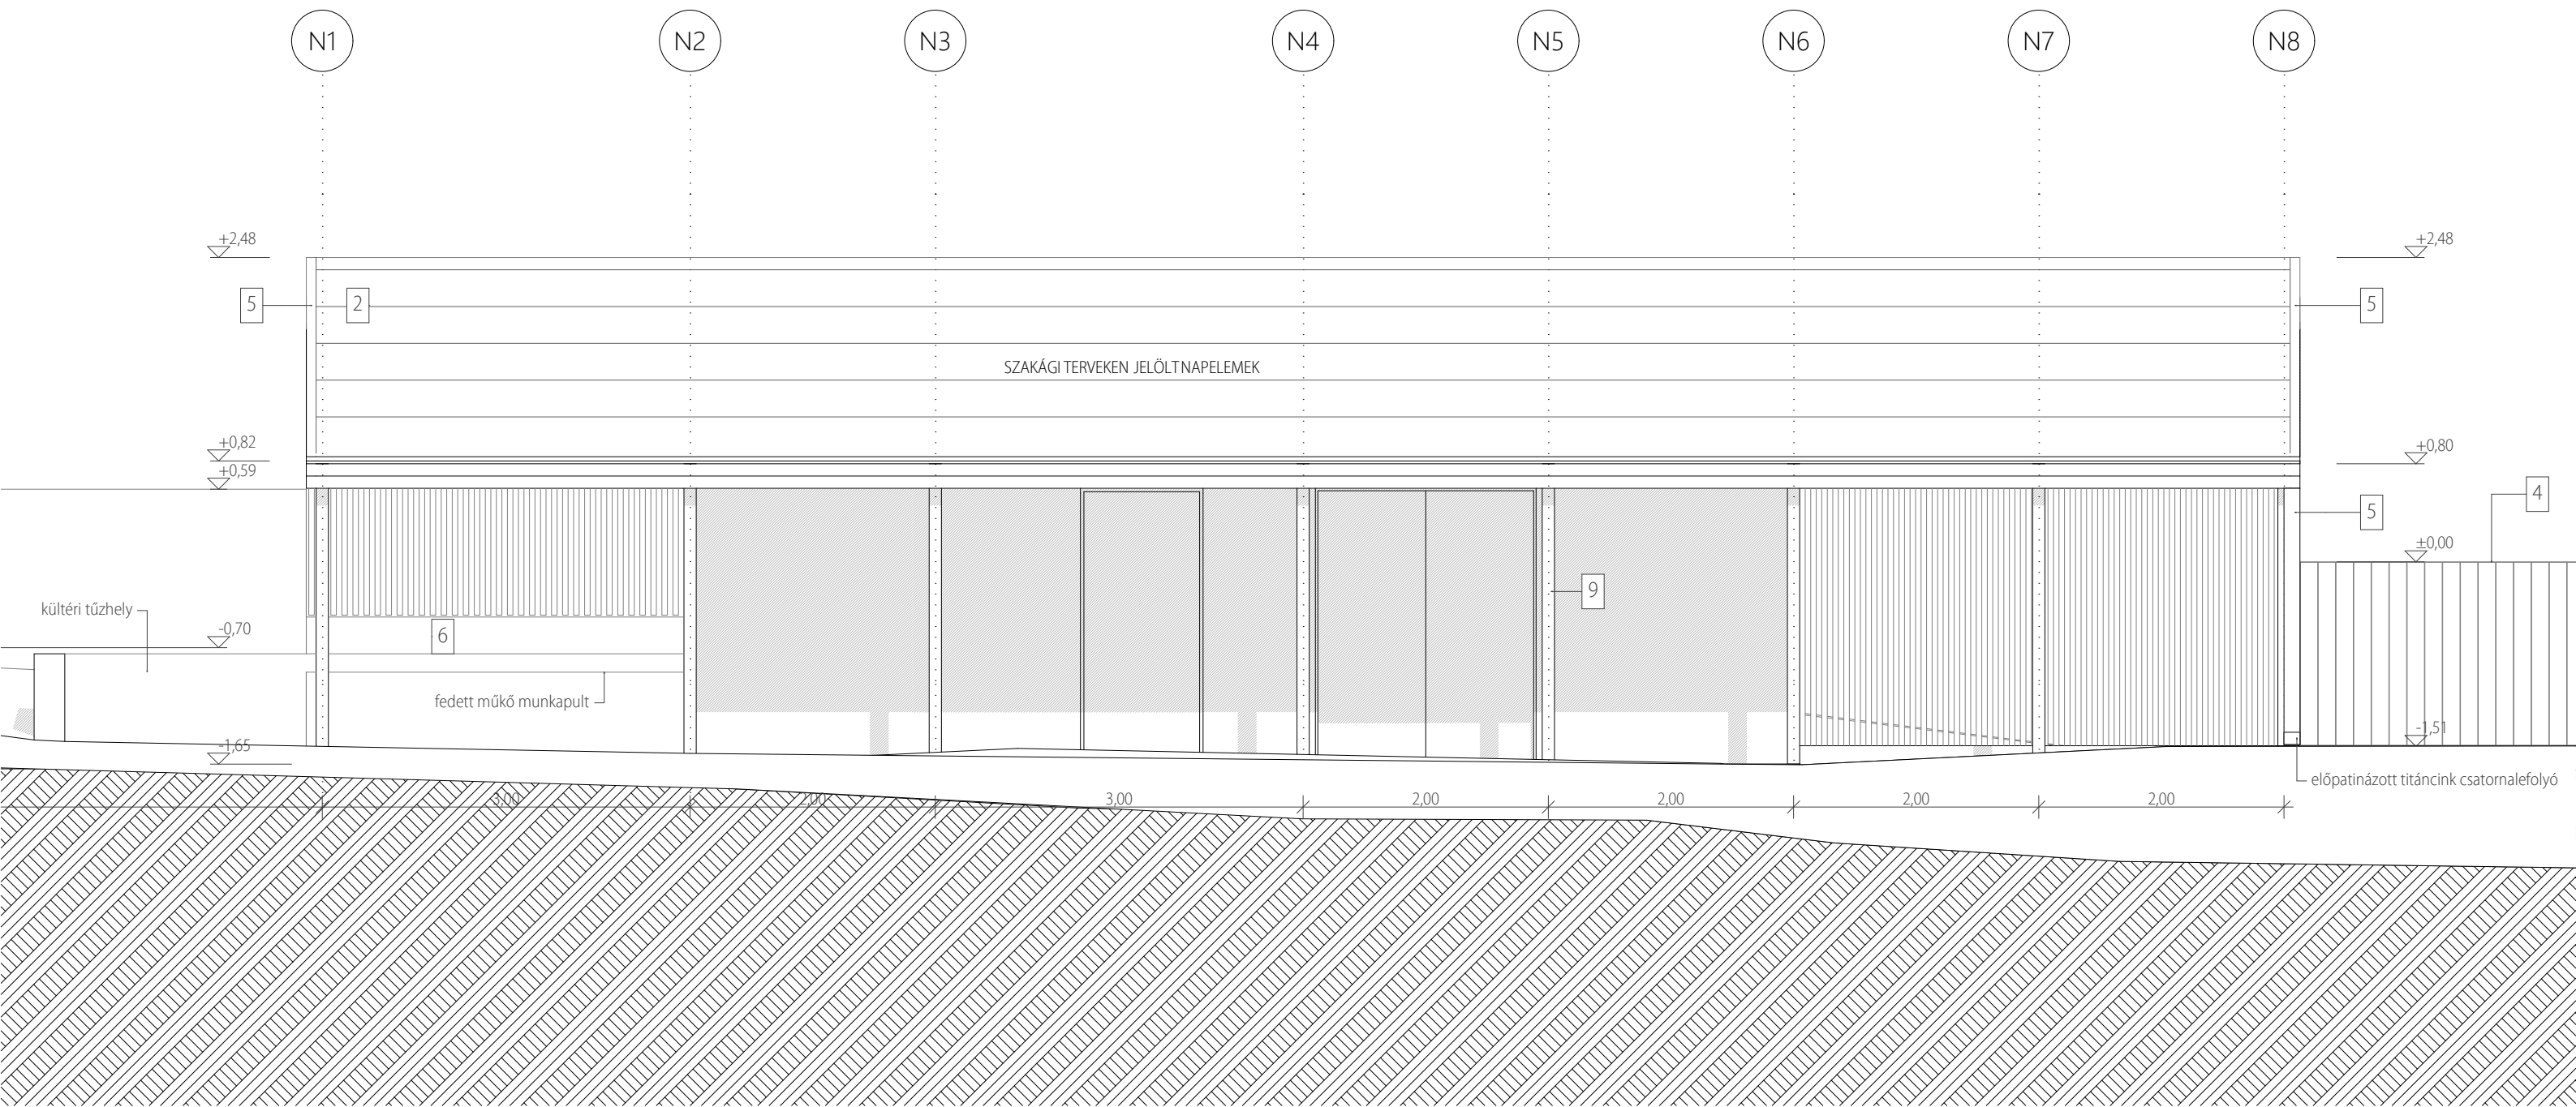 N1 N2 N3 N4 N5 N6 N7 N8
+2,48 +2,48
5 2 5
SZAKÁGI TERVEKEN JELÖLT NAPELEMEK
+0,82 +0,80
+0,59
4
5
±0,00
9
kültéri tűzhely
-0,70
6
fedett műkő munkapult
-1,51
-1,65
előpatinázott titáncink csatornalefolyó
3,00 2,00 3,00 2,00 2,00 2,00 2,00